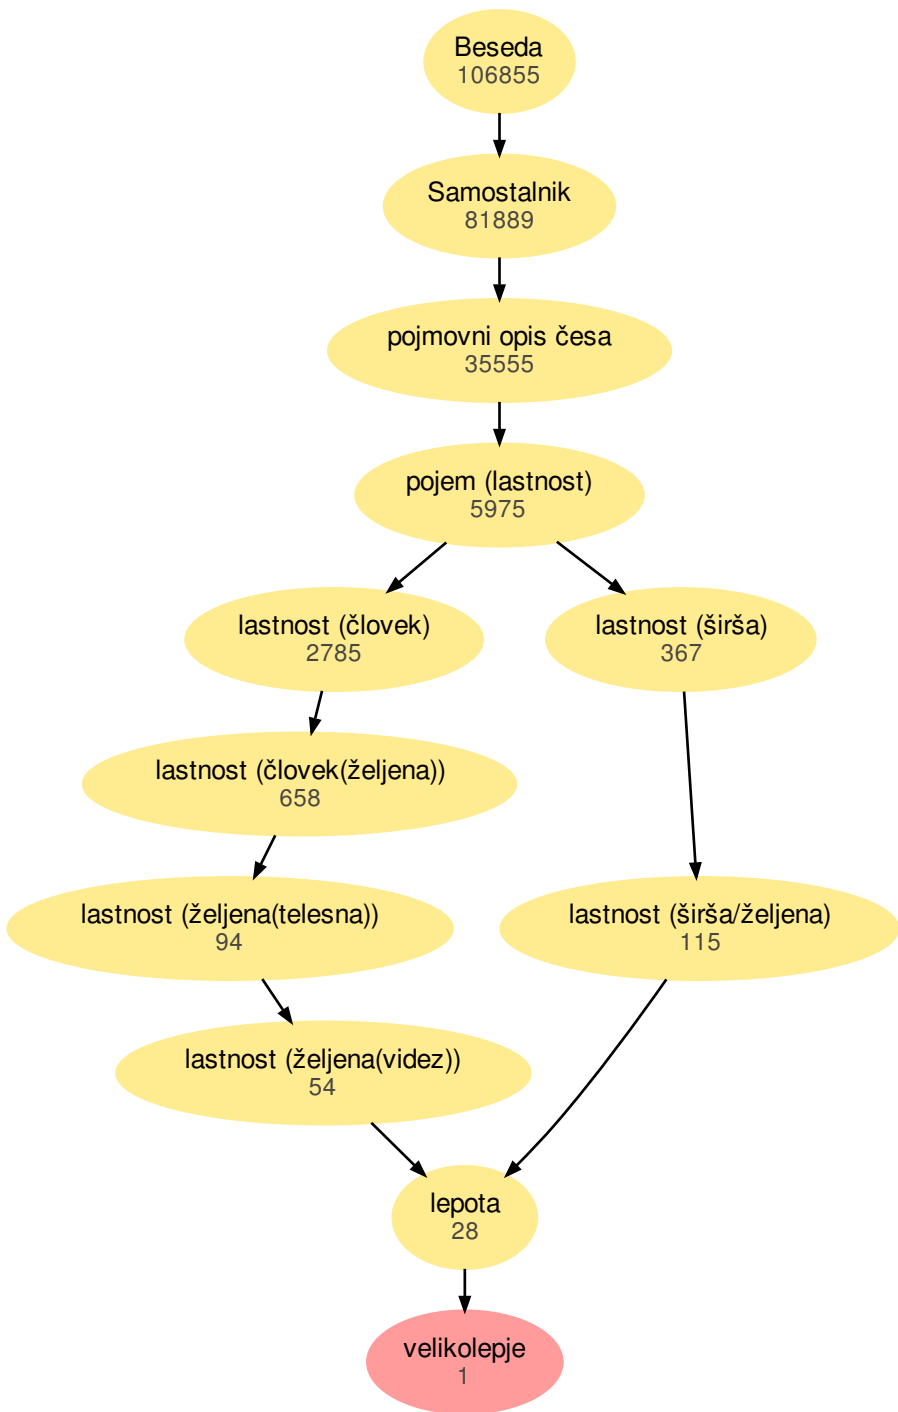 Beseda
106855
Samostalnik
81889
pojmovni opis česa
35555
pojem (lastnost)
5975
lastnost (človek)
2785
lastnost (širša)
367
lastnost (človek(željena))
658
lastnost (željena(telesna))
94
lastnost (širša/željena)
115
lastnost (željena(videz))
54
lepota
28
velikolepje
1